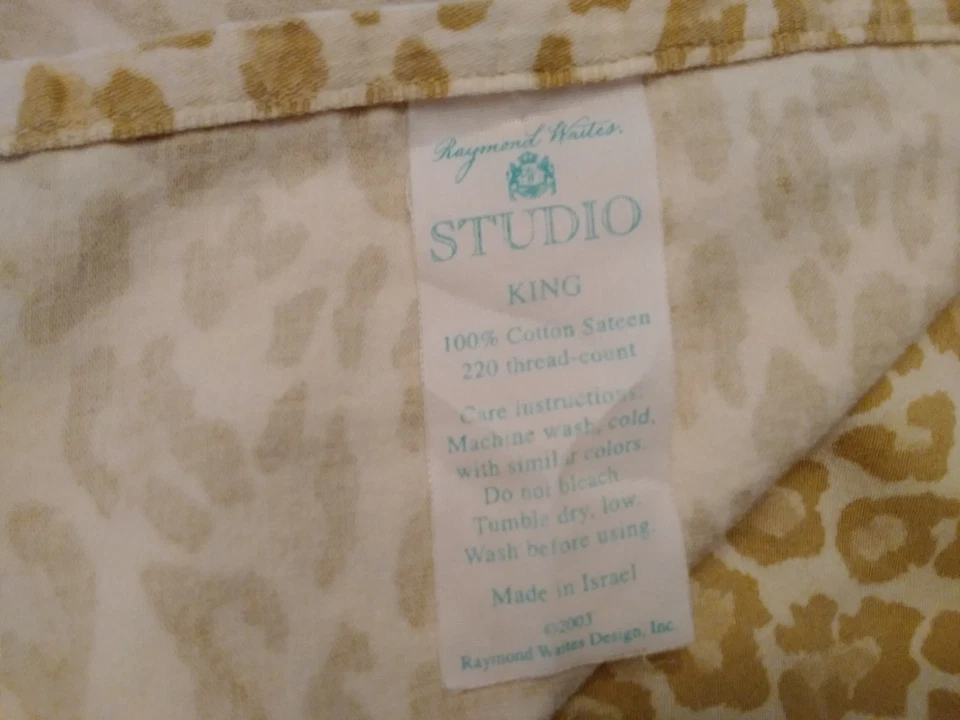 Raymond Waites.
STUDIO
KING
100% Cotton Sateen
220 thread-count
Care instructions:
Machine wash, cold,
with similar colors.
Do not bleach
Tumble dry, low.
Wash before using.
Made in Israel
©2003
Raymond Waites Design, Inc.